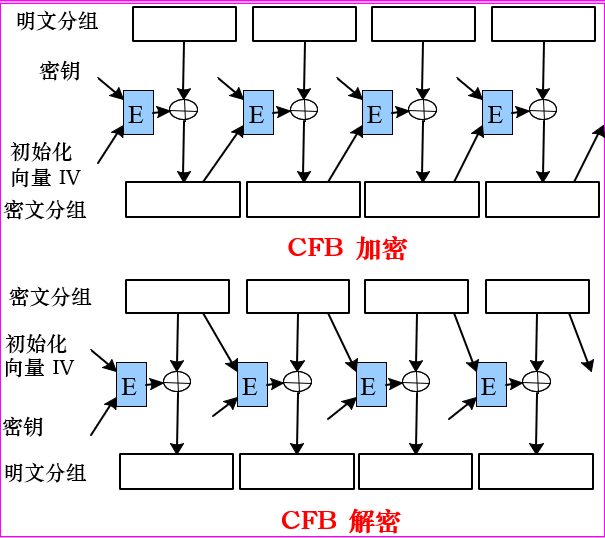 明文分组
密钥
E E E E
初始化
向量 IV
密文分组
CFB 加密
密文分组
初始化
向量 IV
E E E E
密钥
明文分组
CFB 解密